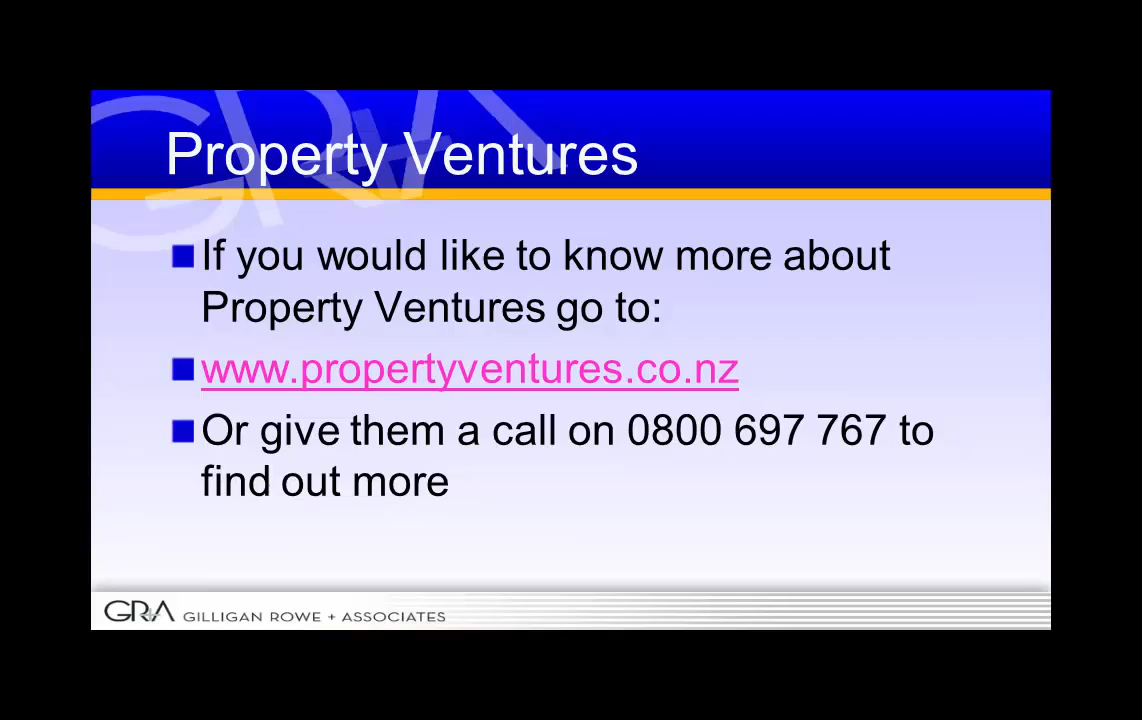 Property Ventures
If you would like to know more about
Property Ventures go to:
www.propertyventures.co.nz
Or give them a call on 0800 697 767 to
find out more
GRA GILLIGAN ROWE + ASSOCIATES